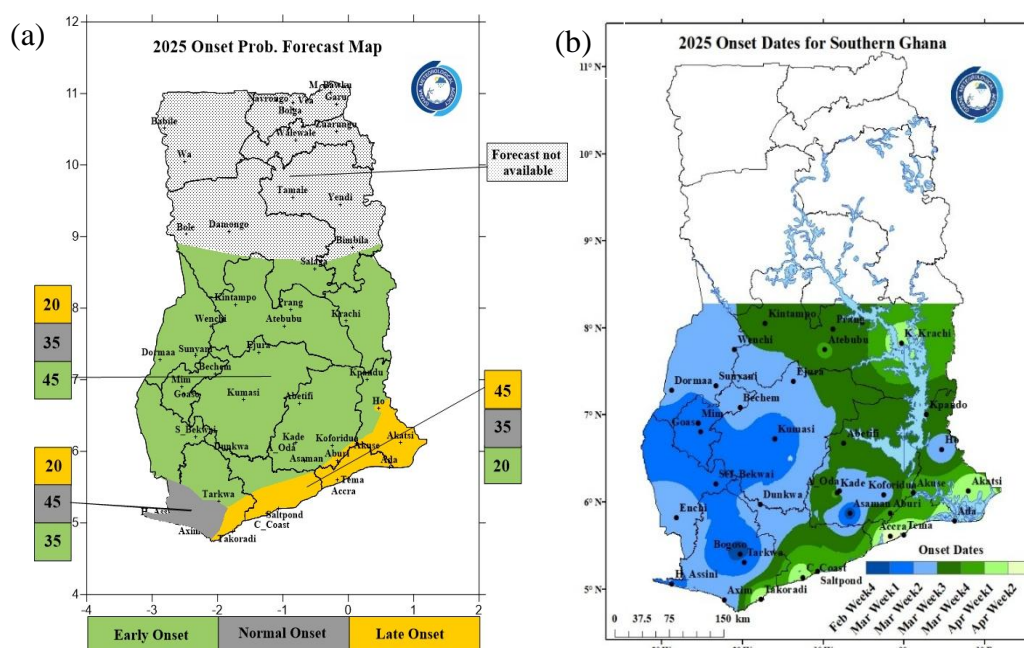 (a)
2025 Onset Prob. Forecast Map
12
11
10
9
8
7
6
5
4
-4
-3
-2
-1
0
1
2
Garu
Babile
Zuarungu
Walewale
Wa
Forecast not
available
Tamale
Yendi
Bole
Damongo
Bimbila
Salaga
Kintampo
Prang
Krachi
Wenchi
Atebubu
Ejura
Dormaa
Sunyani
Bechem
Mim
Goaso
Kumasi
Abetifi
Kpandu
Ho
S_Bekwai
Dunkwa
Kade
A_Oda
Koforidua
Akuse
Akatsi
Asaman
Aburi
Ada
Tarkwa
Tema
Accra
Saltpond
C_Coast
Axim
Takoradi
20
35
45
20
45
35
45
35
20
Early Onset
Normal Onset
Late Onset
(b)
2025 Onset Dates for Southern Ghana
11° N
10° N
9° N
8° N
7° N
6° N
5° N
Kintampo
Prang
K_Krachi
Wenchi
Atebubu
Ejura
Dormaa
Sunyani
Bechem
Mim
Goaso
Kumasi
Abetifi
Kpando
Ho
Bekwai
Dunkwa
A_Oda
Kade
Koforidua
Akuse
Akatsi
Asaman
Aburi
Ada
Enchi
Accra
Tema
Bogoso
Tarkwa
H_Assini
Axim
Takoradi
C_Coast
Saltpond
Onset Dates
Feb Week4
Mar Week1
Mar Week2
Mar Week3
Mar Week4
Apr Week1
Apr Week2
0 37.5 75 150 km